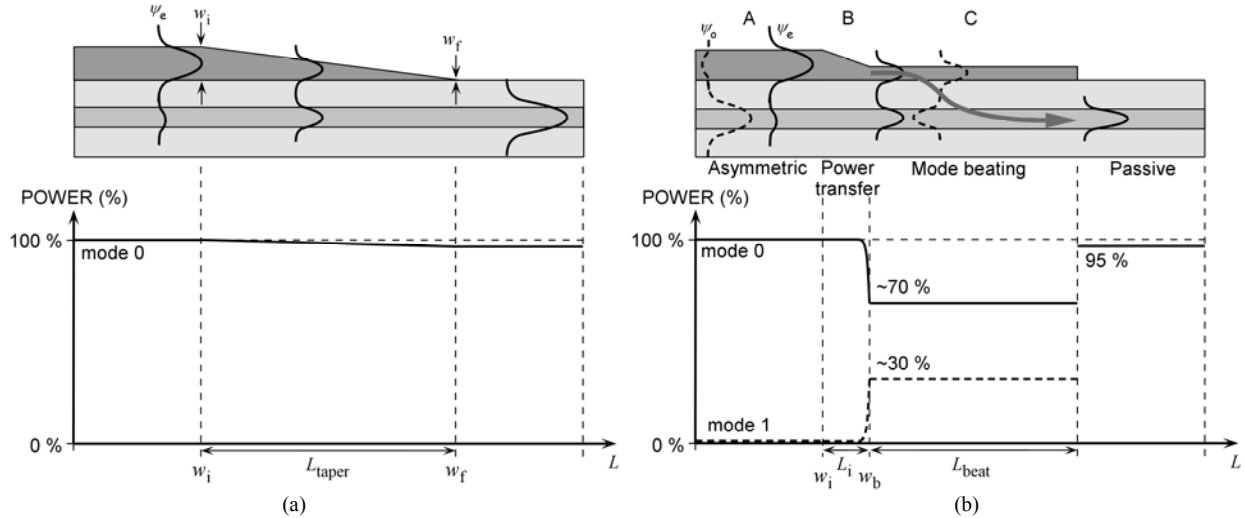 ψe
wi
wf
POWER (%)
100 %
mode 0
0 %
wi
Ltaper
wf
L
(a)
A
B
C
ψo
ψe
Asymmetric
Power transfer
Mode beating
Passive
POWER (%)
100 %
mode 0
~70 %
95 %
~30 %
mode 1
0 %
wi
Li
wb
Lbeat
L
(b)